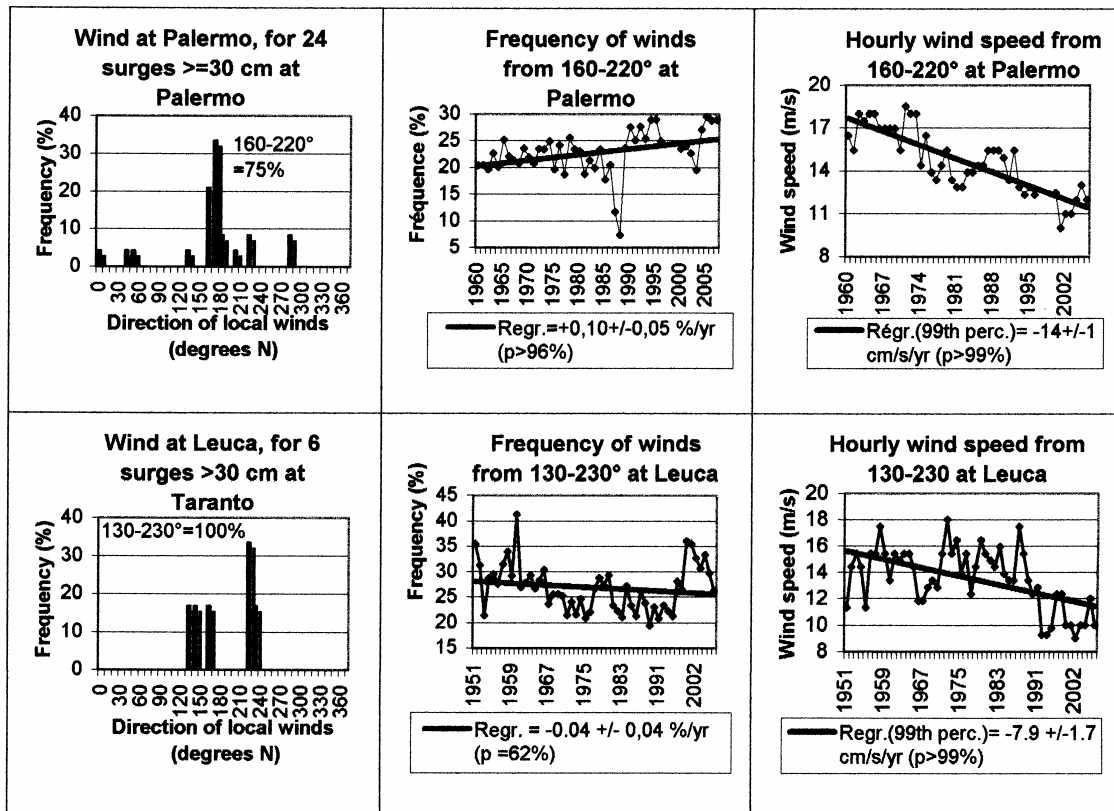 Wind at Palermo, for 24
surges >=30 cm at
Palermo
Frequency (%)
40
30
20
10
0
160-220°
=75%
0
30
60
90
120
150
180
210
240
270
300
330
360
Direction of local winds
(degrees N)
Frequency of winds
from 160-220° at
Palermo
Fréquence (%)
30
25
20
15
10
5
1960
1965
1970
1975
1980
1985
1990
1995
2000
2005
Regr.=+0,10+/-0,05 %/yr
(p>96%)
Hourly wind speed from
160-220° at Palermo
Wind speed (m/s)
20
17
14
11
8
1960
1967
1974
1981
1988
1995
2002
Régr.(99th perc.)= -14+/-1
cm/s/yr (p>99%)
Wind at Leuca, for 6
surges >30 cm at
Taranto
Frequency (%)
40
30
20
10
0
130-230°=100%
0
30
60
90
120
150
180
210
240
270
300
330
360
Direction of local winds
(degrees N)
Frequency of winds
from 130-230° at Leuca
Frequency (%)
45
40
35
30
25
20
15
1951
1959
1967
1975
1983
1991
2002
Regr. = -0.04 +/- 0,04 %/yr
(p =62%)
Hourly wind speed from
130-230 at Leuca
Wind speed (m/s)
20
18
16
14
12
10
8
1951
1959
1967
1975
1983
1991
2002
Regr.(99th perc.)= -7.9 +/-1.7
cm/s/yr (p>99%)